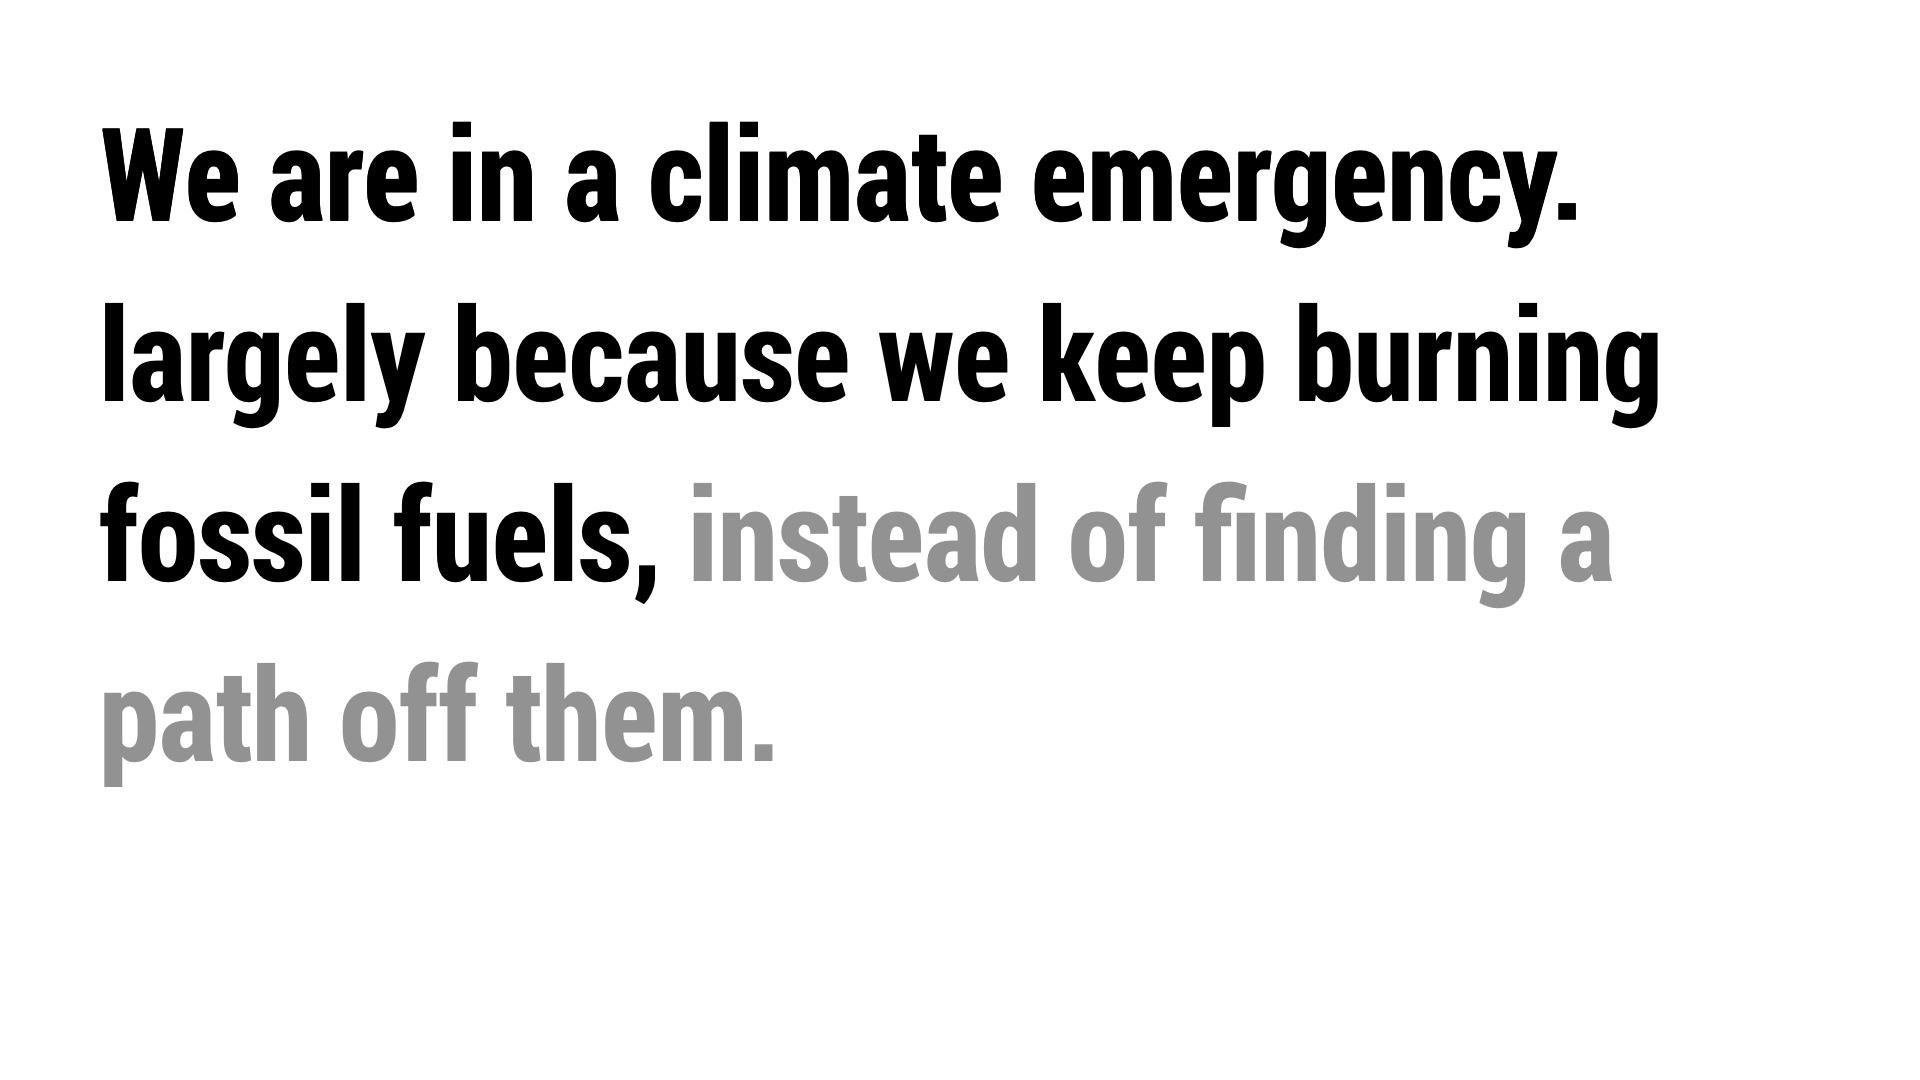 We are in a climate emergency.
largely because we keep burning
fossil fuels, instead of finding a
path off them.